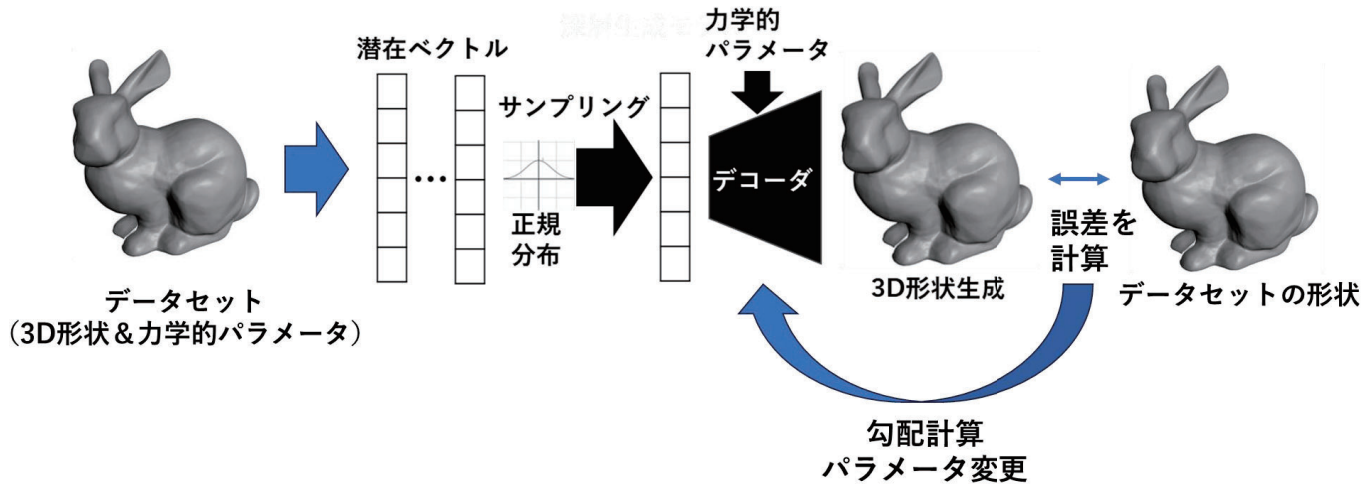 潜在ベクトル
力学的
パラメータ
サンプリング
...
デコーダ
正規
分布
誤差を
計算
3D形状生成
データセットの形状
データセット
（3D形状＆力学的パラメータ）
勾配計算
パラメータ変更